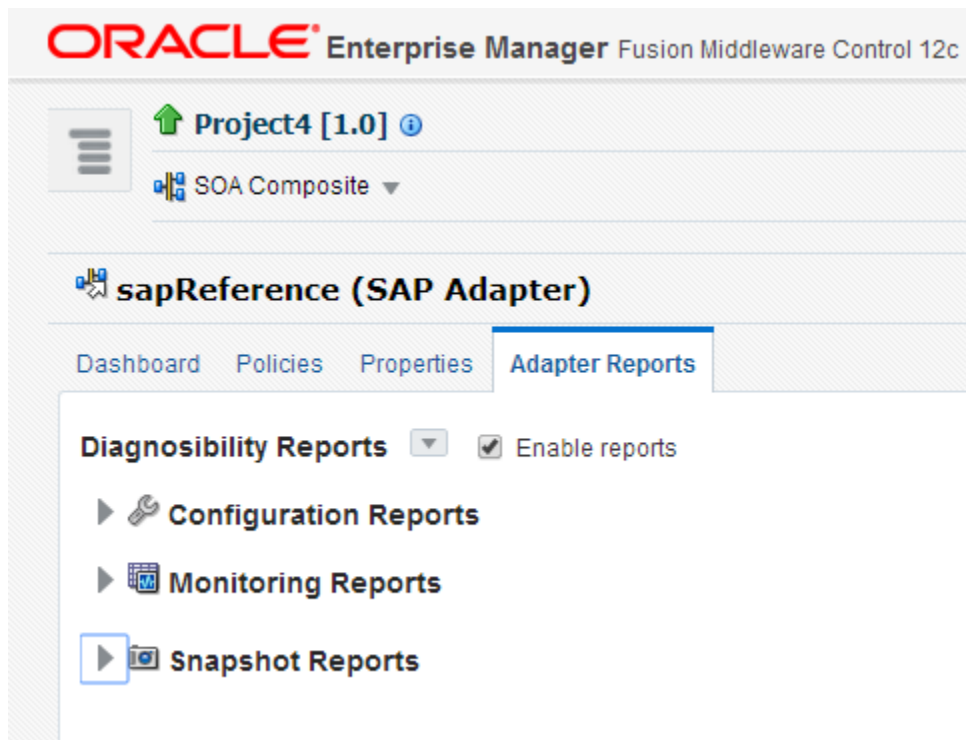 ORACLE Enterprise Manager Fusion Middleware Control 12c
Project4 [1.0]
SOA Composite
sapReference (SAP Adapter)
Dashboard Policies Properties Adapter Reports
Diagnosibility Reports Enable reports
Configuration Reports
Monitoring Reports
Snapshot Reports